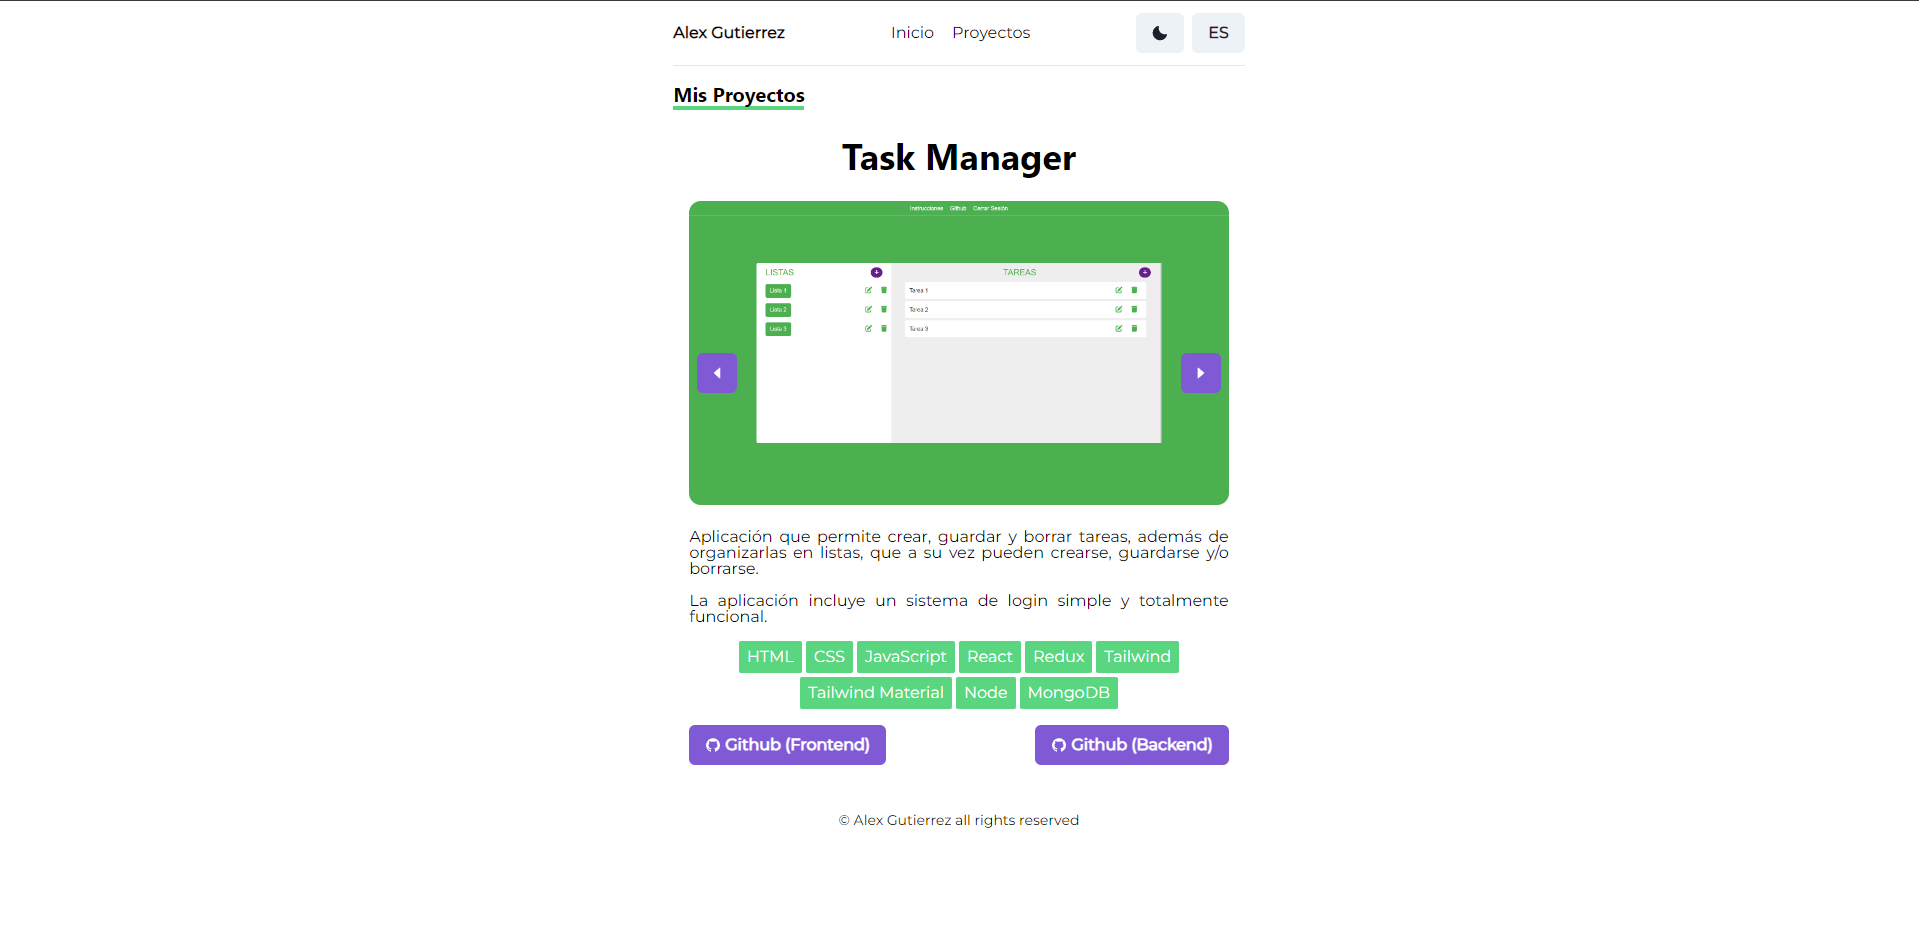 Alex Gutierrez Inicio Proyectos ES
Mis Proyectos
Task Manager
Instrucciones Github Cerrar Sesión
LISTAS + TAREAS +
Lista 1 Tarea 1
Lista 2 Tarea 2
Lista 3 Tarea 3
Aplicación que permite crear, guardar y borrar tareas, además de
organizarlas en listas, que a su vez pueden crearse, guardarse y/o
borrarse.
La aplicación incluye un sistema de login simple y totalmente
funcional.
HTML CSS JavaScript React Redux Tailwind
Tailwind Material Node MongoDB
Github (Frontend) Github (Backend)
© Alex Gutierrez all rights reserved